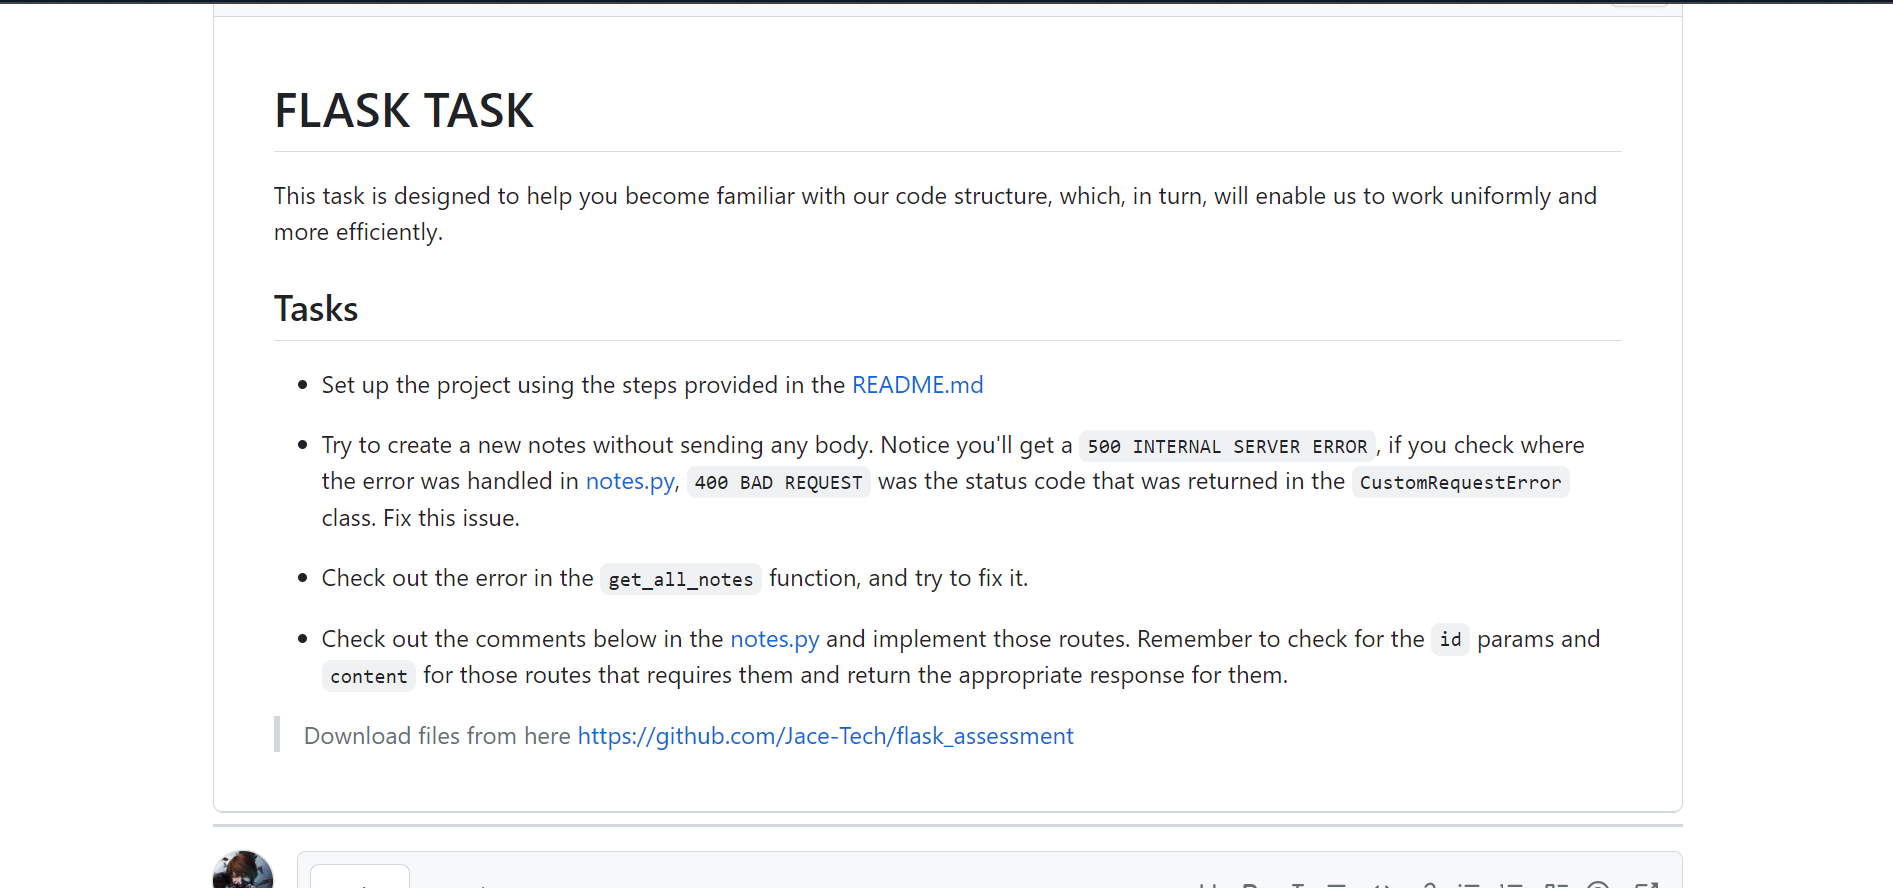 FLASK TASK
This task is designed to help you become familiar with our code structure, which, in turn, will enable us to work uniformly and
more efficiently.
Tasks
Set up the project using the steps provided in the README.md
Try to create a new notes without sending any body. Notice you'll get a 500 INTERNAL SERVER ERROR, if you check where
the error was handled in notes.py, 400 BAD REQUEST was the status code that was returned in the CustomRequestError
class. Fix this issue.
Check out the error in the get_all_notes function, and try to fix it.
Check out the comments below in the notes.py and implement those routes. Remember to check for the id params and
content for those routes that requires them and return the appropriate response for them.
Download files from here https://github.com/Jace-Tech/flask_assessment